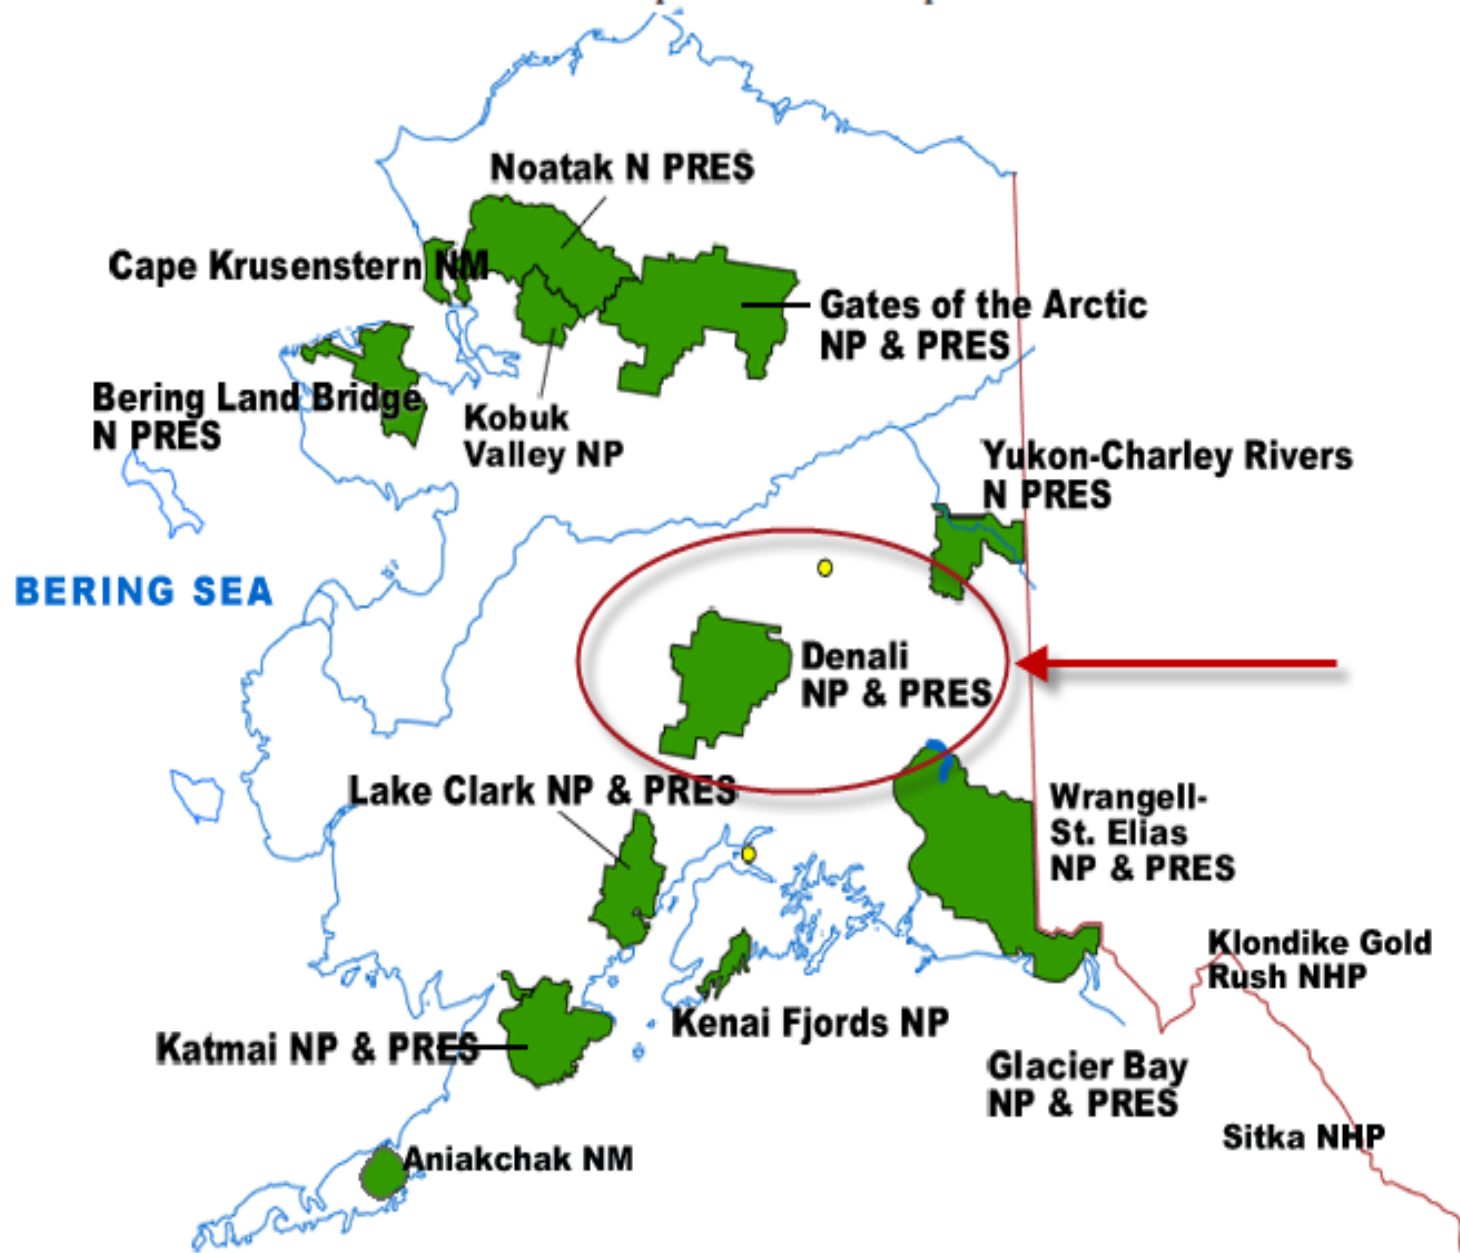 Noatak N PRES
Cape Krusenstern NM
Gates of the Arctic
NP & PRES
Bering Land Bridge
N PRES
Kobuk
Valley NP
Yukon-Charley Rivers
N PRES
BERING SEA
Denali
NP & PRES
Lake Clark NP & PRES
Wrangell-
St. Elias
NP & PRES
Klondike Gold
Rush NHP
Kenai Fjords NP
Katmai NP & PRES
Glacier Bay
NP & PRES
Sitka NHP
Aniakchak NM